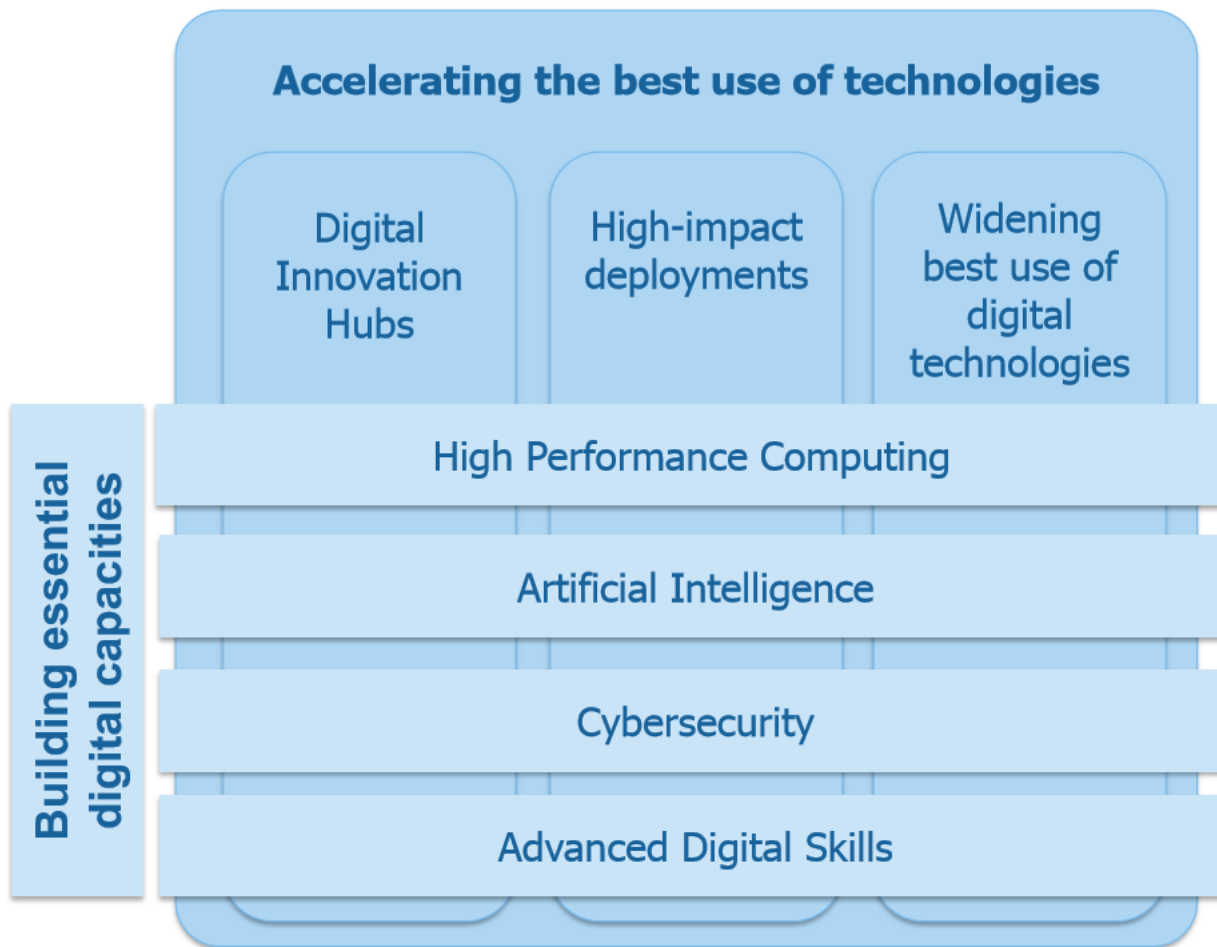 Accelerating the best use of technologies
Digital
Innovation
Hubs
High-impact
deployments
Widening
best use of
digital
technologies
Building essential
digital capacities
High Performance Computing
Artificial Intelligence
Cybersecurity
Advanced Digital Skills